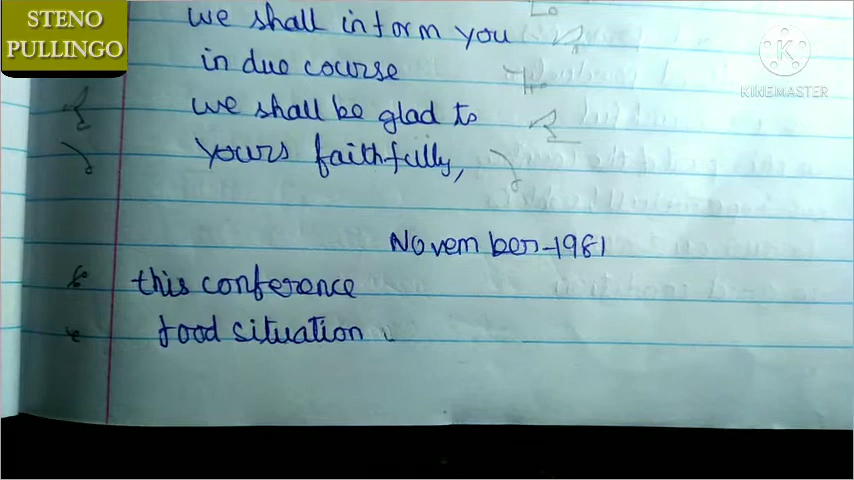 STENO
PULLINGO
KINEMASTER
we shall inform you
in due course
we shall be glad to
yours faithfully,
November-1981
this conference
food situation